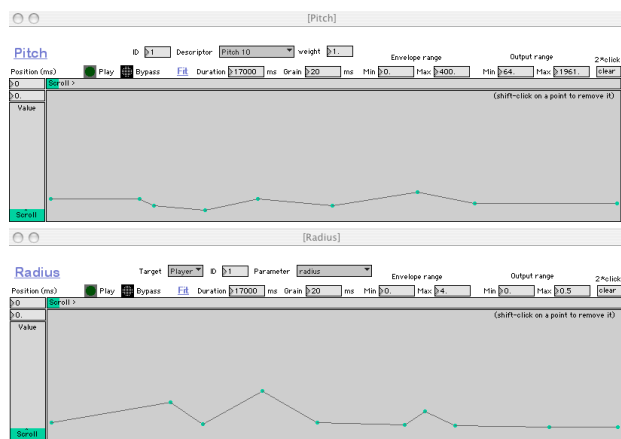 [Pitch]
Pitch ID 1 Descriptor Pitch 10 weight 1.
Envelope range Output range 2*click
Position (ms) Play Bypass Fit Duration 17000 ms Grain 20 ms Min 0. Max 400. Min 64. Max 1961. clear
0 Scroll >
0. (shift-click on a point to remove it)
Value
Scroll
[Radius]
Radius Target Player ID 1 Parameter radius
Envelope range Output range 2*click
Position (ms) Play Bypass Fit Duration 17000 ms Grain 20 ms Min 0. Max 4. Min 0. Max 0.5 clear
0 Scroll >
0. (shift-click on a point to remove it)
Value
Scroll